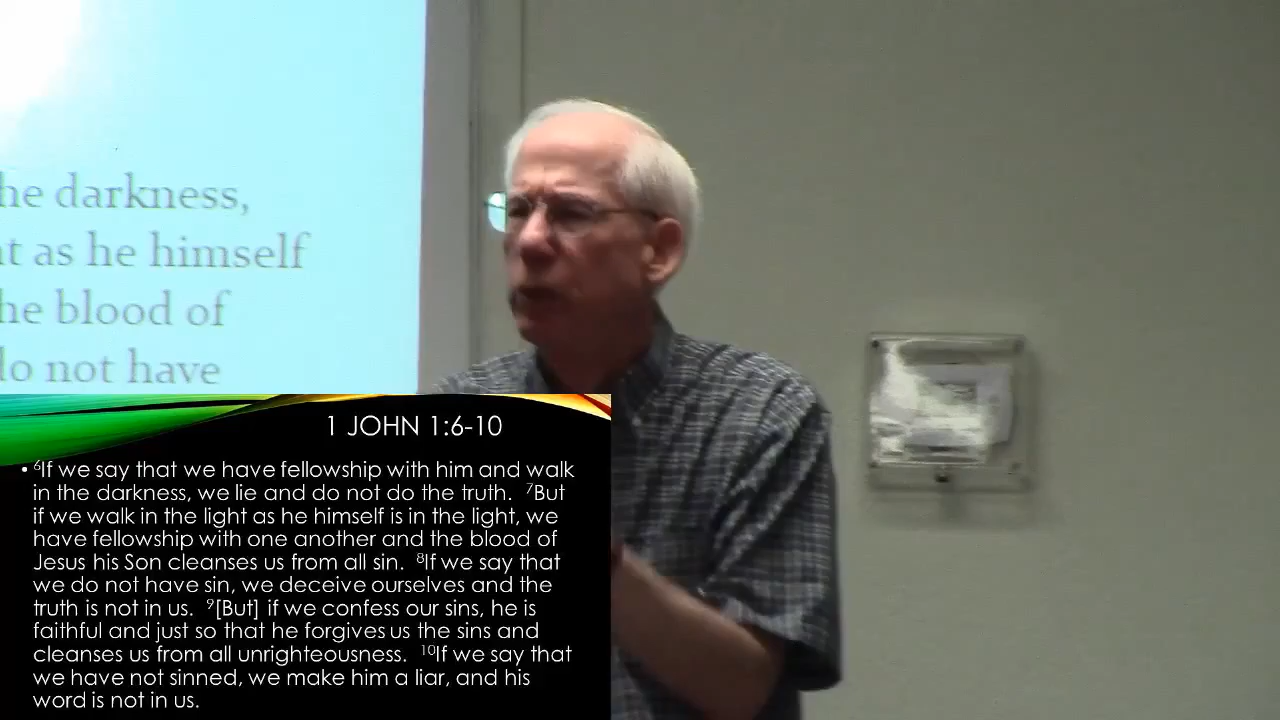 he darkness,
t as he himself
he blood of
do not have
1 JOHN 1:6-10
• ⁶If we say that we have fellowship with him and walk
in the darkness, we lie and do not do the truth. ⁷But
if we walk in the light as he himself is in the light, we
have fellowship with one another and the blood of
Jesus his Son cleanses us from all sin. ⁸If we say that
we do not have sin, we deceive ourselves and the
truth is not in us. ⁹[But] if we confess our sins, he is
faithful and just so that he forgives us the sins and
cleanses us from all unrighteousness. ¹⁰If we say that
we have not sinned, we make him a liar, and his
word is not in us.